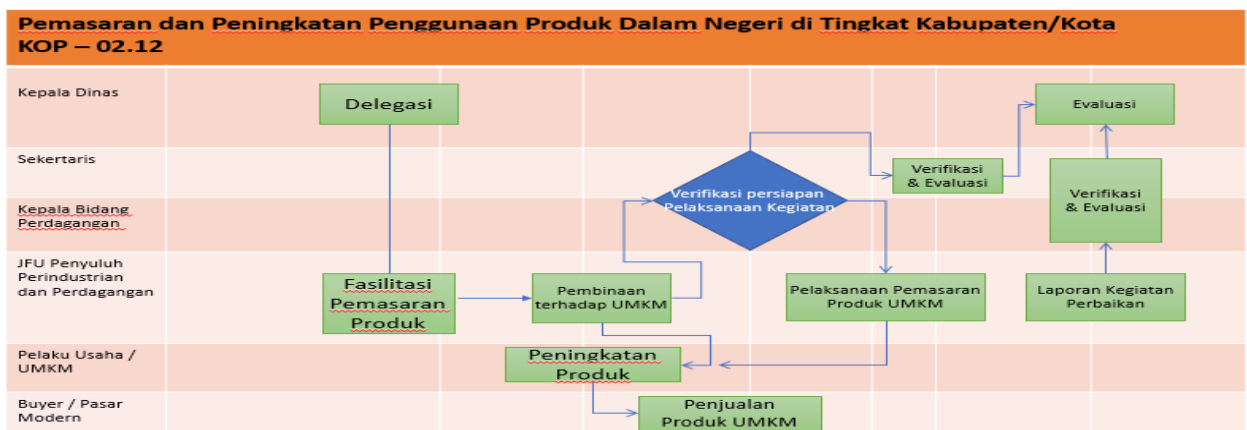 Pemasaran dan Peningkatan Penggunaan Produk Dalam Negeri di Tingkat Kabupaten/Kota
KOP – 02.12
Kepala Dinas
Delegasi
Evaluasi
Sekertaris
Verifikasi
& Evaluasi
Verifikasi persiapan
Pelaksanaan Kegiatan
Verifikasi
& Evaluasi
Kepala Bidang
Perdagangan
JFU Penyuluh
Perindustrian
dan Perdagangan
Fasilitasi
Pemasaran
Produk
Pembinaan
terhadap UMKM
Pelaksanaan Pemasaran
Produk UMKM
Laporan Kegiatan
Perbaikan
Pelaku Usaha /
UMKM
Peningkatan
Produk
Buyer / Pasar
Modern
Penjualan
Produk UMKM